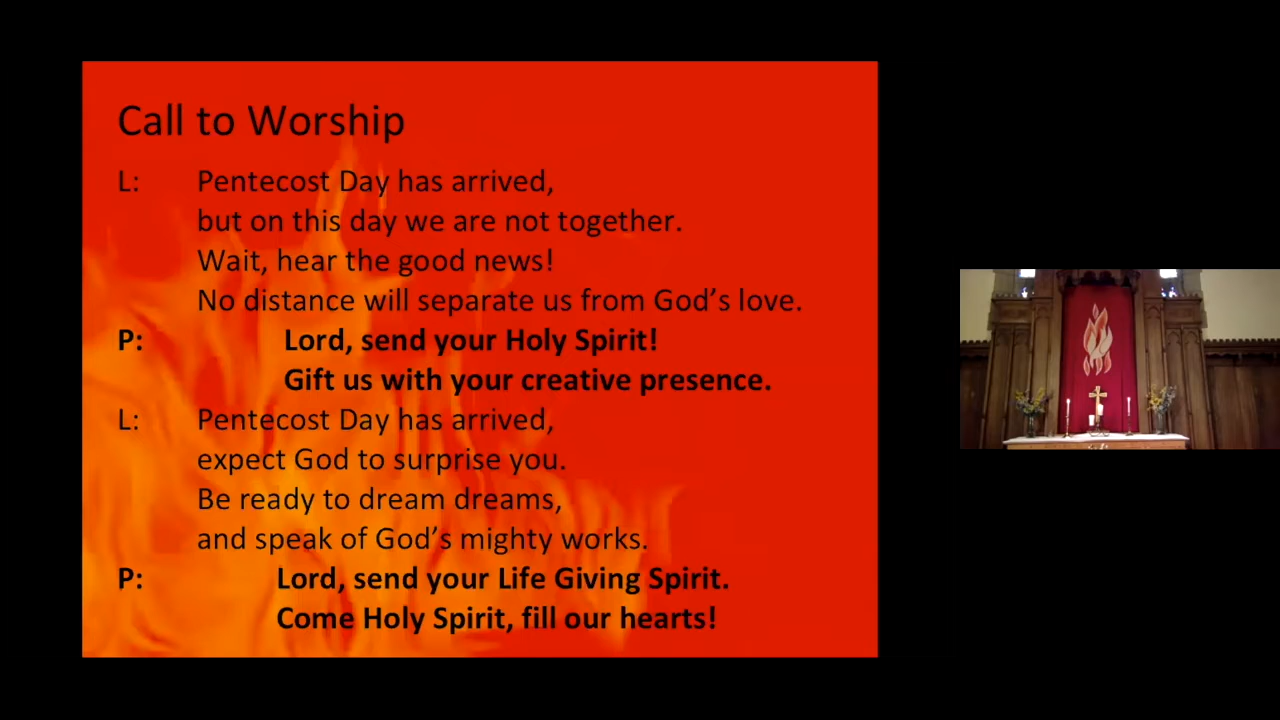 Call to Worship
L: Pentecost Day has arrived,
but on this day we are not together.
Wait, hear the good news!
No distance will separate us from God’s love.
P: Lord, send your Holy Spirit!
Gift us with your creative presence.
L: Pentecost Day has arrived,
expect God to surprise you.
Be ready to dream dreams,
and speak of God’s mighty works.
P: Lord, send your Life Giving Spirit.
Come Holy Spirit, fill our hearts!